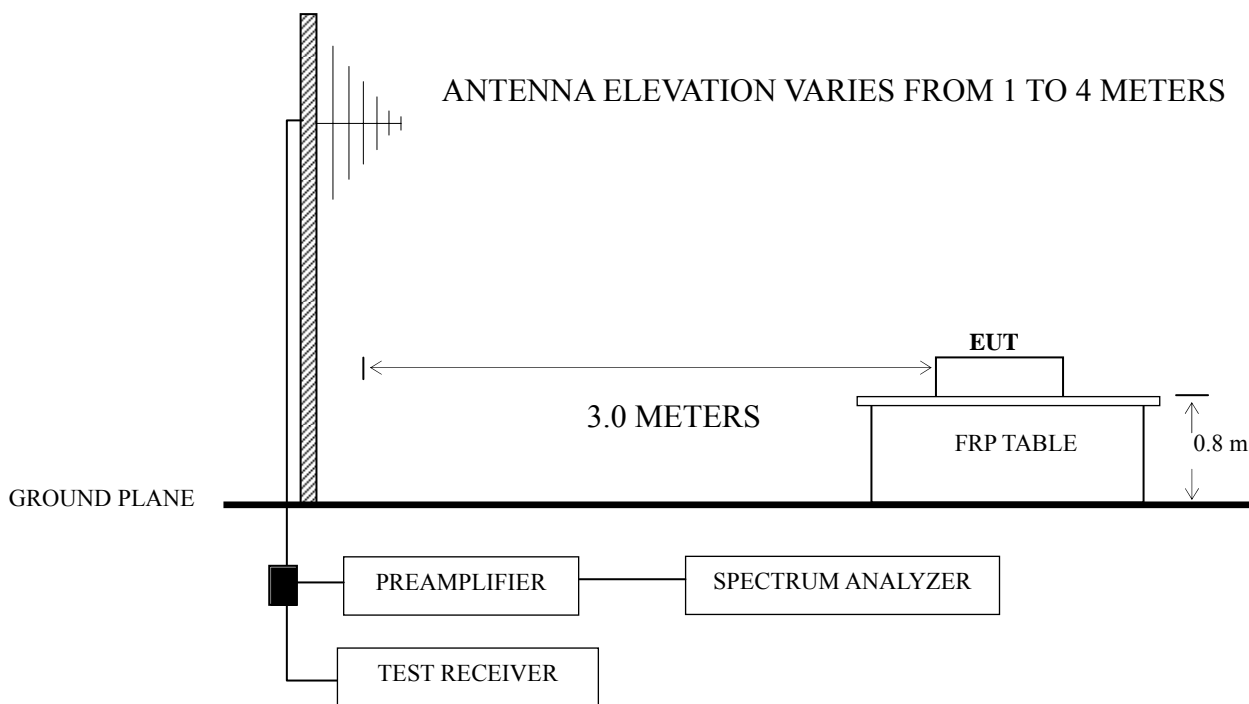 ANTENNA ELEVATION VARIES FROM 1 TO 4 METERS
EUT
3.0 METERS
FRP TABLE
0.8 m
GROUND PLANE
PREAMPLIFIER
SPECTRUM ANALYZER
TEST RECEIVER